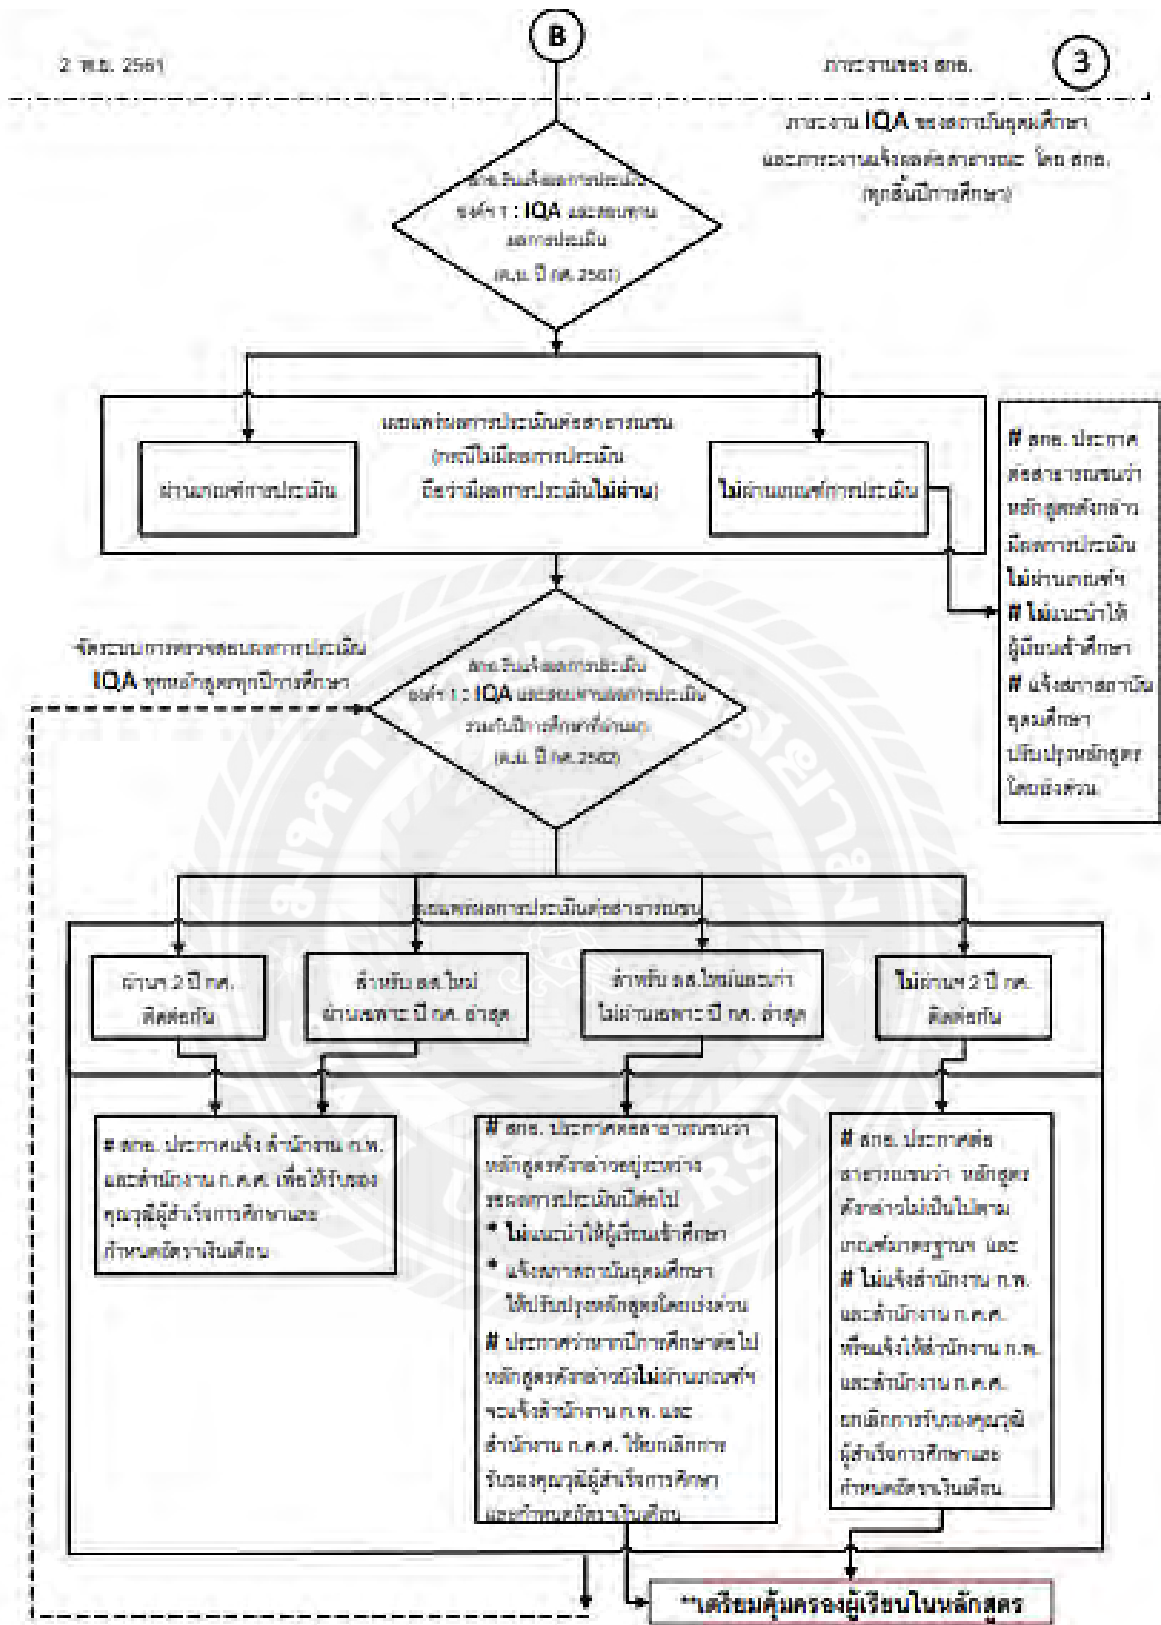 B
2 พ.ย. 2561
ภาระงานของ สกอ.
3
ภาระงาน IQA ของสถาบันอุดมศึกษา
และภาระงานแจ้งผลต่อสาธารณะ โดย สกอ.
(ทุกสิ้นปีการศึกษา)
สกอ.รับแจ้งผลการประเมิน
องค์ฯ 1 : IQA และสอบทาน
ผลการประเมิน
(ต.ย. ปี กศ. 2561)
เผยแพร่ผลการประเมินต่อสาธารณชน
(กรณีไม่มีผลการประเมิน
ถือว่ามีผลการประเมินไม่ผ่าน)
ผ่านเกณฑ์การประเมิน
ไม่ผ่านเกณฑ์การประเมิน
# สกอ. ประกาศ
ต่อสาธารณชนว่า
หลักสูตรดังกล่าว
มีผลการประเมิน
ไม่ผ่านเกณฑ์ฯ
# ไม่แนะนำให้
ผู้เรียนเข้าศึกษา
# แจ้งสภาสถาบัน
อุดมศึกษา
ปรับปรุงหลักสูตร
โดยเร่งด่วน
จัดระบบการตรวจสอบผลการประเมิน
IQA ทุกหลักสูตรทุกปีการศึกษา
สกอ.รับแจ้งผลการประเมิน
องค์ฯ 1 : IQA และสอบทานผลการประเมิน
รวมกับปีการศึกษาที่ผ่านมา
(ต.ย. ปี กศ. 2562)
เผยแพร่ผลการประเมินต่อสาธารณชน
ผ่านฯ 2 ปี กศ.
ติดต่อกัน
สำหรับ ลส.ใหม่
ผ่านเฉพาะ ปี กศ. ล่าสุด
สำหรับ ลส.ใหม่และเก่า
ไม่ผ่านเฉพาะ ปี กศ. ล่าสุด
ไม่ผ่านฯ 2 ปี กศ.
ติดต่อกัน
# สกอ. ประกาศแจ้ง สำนักงาน ก.พ.
และสำนักงาน ก.ค.ศ. เพื่อให้รับรอง
คุณวุฒิผู้สำเร็จการศึกษาและ
กำหนดอัตราเงินเดือน
# สกอ. ประกาศต่อสาธารณชนว่า
หลักสูตรดังกล่าวอยู่ระหว่าง
รอผลการประเมินปีต่อไป
* ไม่แนะนำให้ผู้เรียนเข้าศึกษา
* แจ้งสภาสถาบันอุดมศึกษา
ให้ปรับปรุงหลักสูตรโดยเร่งด่วน
# ประกาศว่าหากปีการศึกษาต่อไป
หลักสูตรดังกล่าวยังไม่ผ่านเกณฑ์ฯ
จะแจ้งสำนักงาน ก.พ. และ
สำนักงาน ก.ค.ศ. ให้ยกเลิกการ
รับรองคุณวุฒิผู้สำเร็จการศึกษา
และกำหนดอัตราเงินเดือน
# สกอ. ประกาศต่อ
สาธารณชนว่า หลักสูตร
ดังกล่าวไม่เป็นไปตาม
เกณฑ์มาตรฐานฯ และ
# ไม่แจ้งสำนักงาน ก.พ.
และสำนักงาน ก.ค.ศ.
หรือแจ้งให้สำนักงาน ก.พ.
และสำนักงาน ก.ค.ศ.
ยกเลิกการรับรองคุณวุฒิ
ผู้สำเร็จการศึกษาและ
กำหนดอัตราเงินเดือน
**เตรียมคุ้มครองผู้เรียนในหลักสูตร